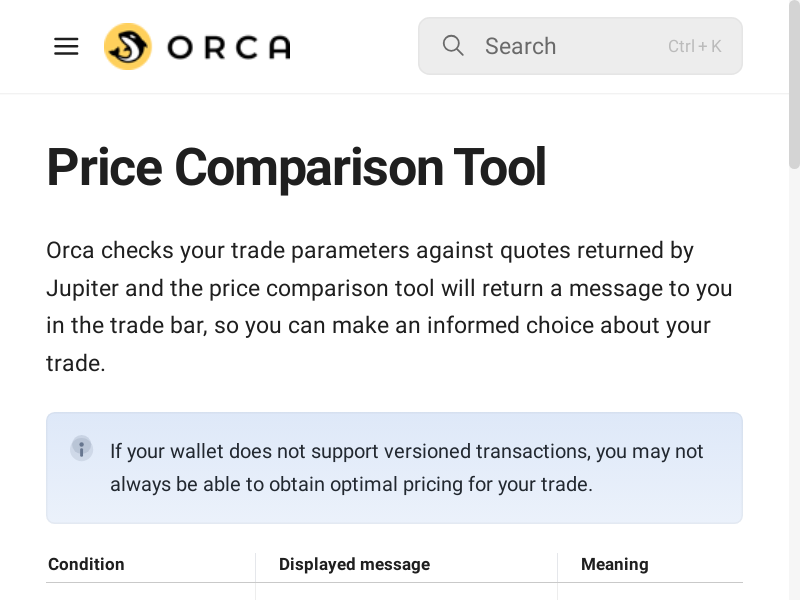 ORCA
Search
Ctrl + K
Price Comparison Tool
Orca checks your trade parameters against quotes returned by
Jupiter and the price comparison tool will return a message to you
in the trade bar, so you can make an informed choice about your
trade.
If your wallet does not support versioned transactions, you may not
always be able to obtain optimal pricing for your trade.
Condition
Displayed message
Meaning